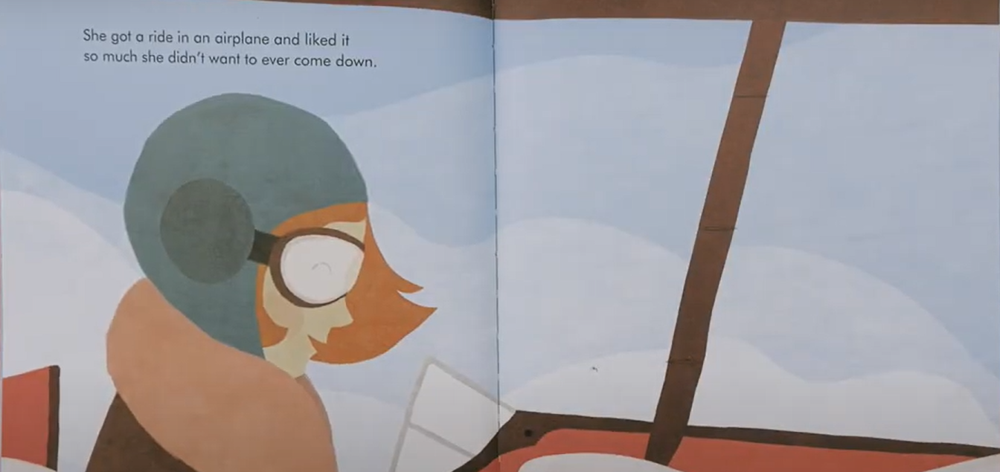 She got a ride in an airplane and liked it
so much she didn't want to ever come down.